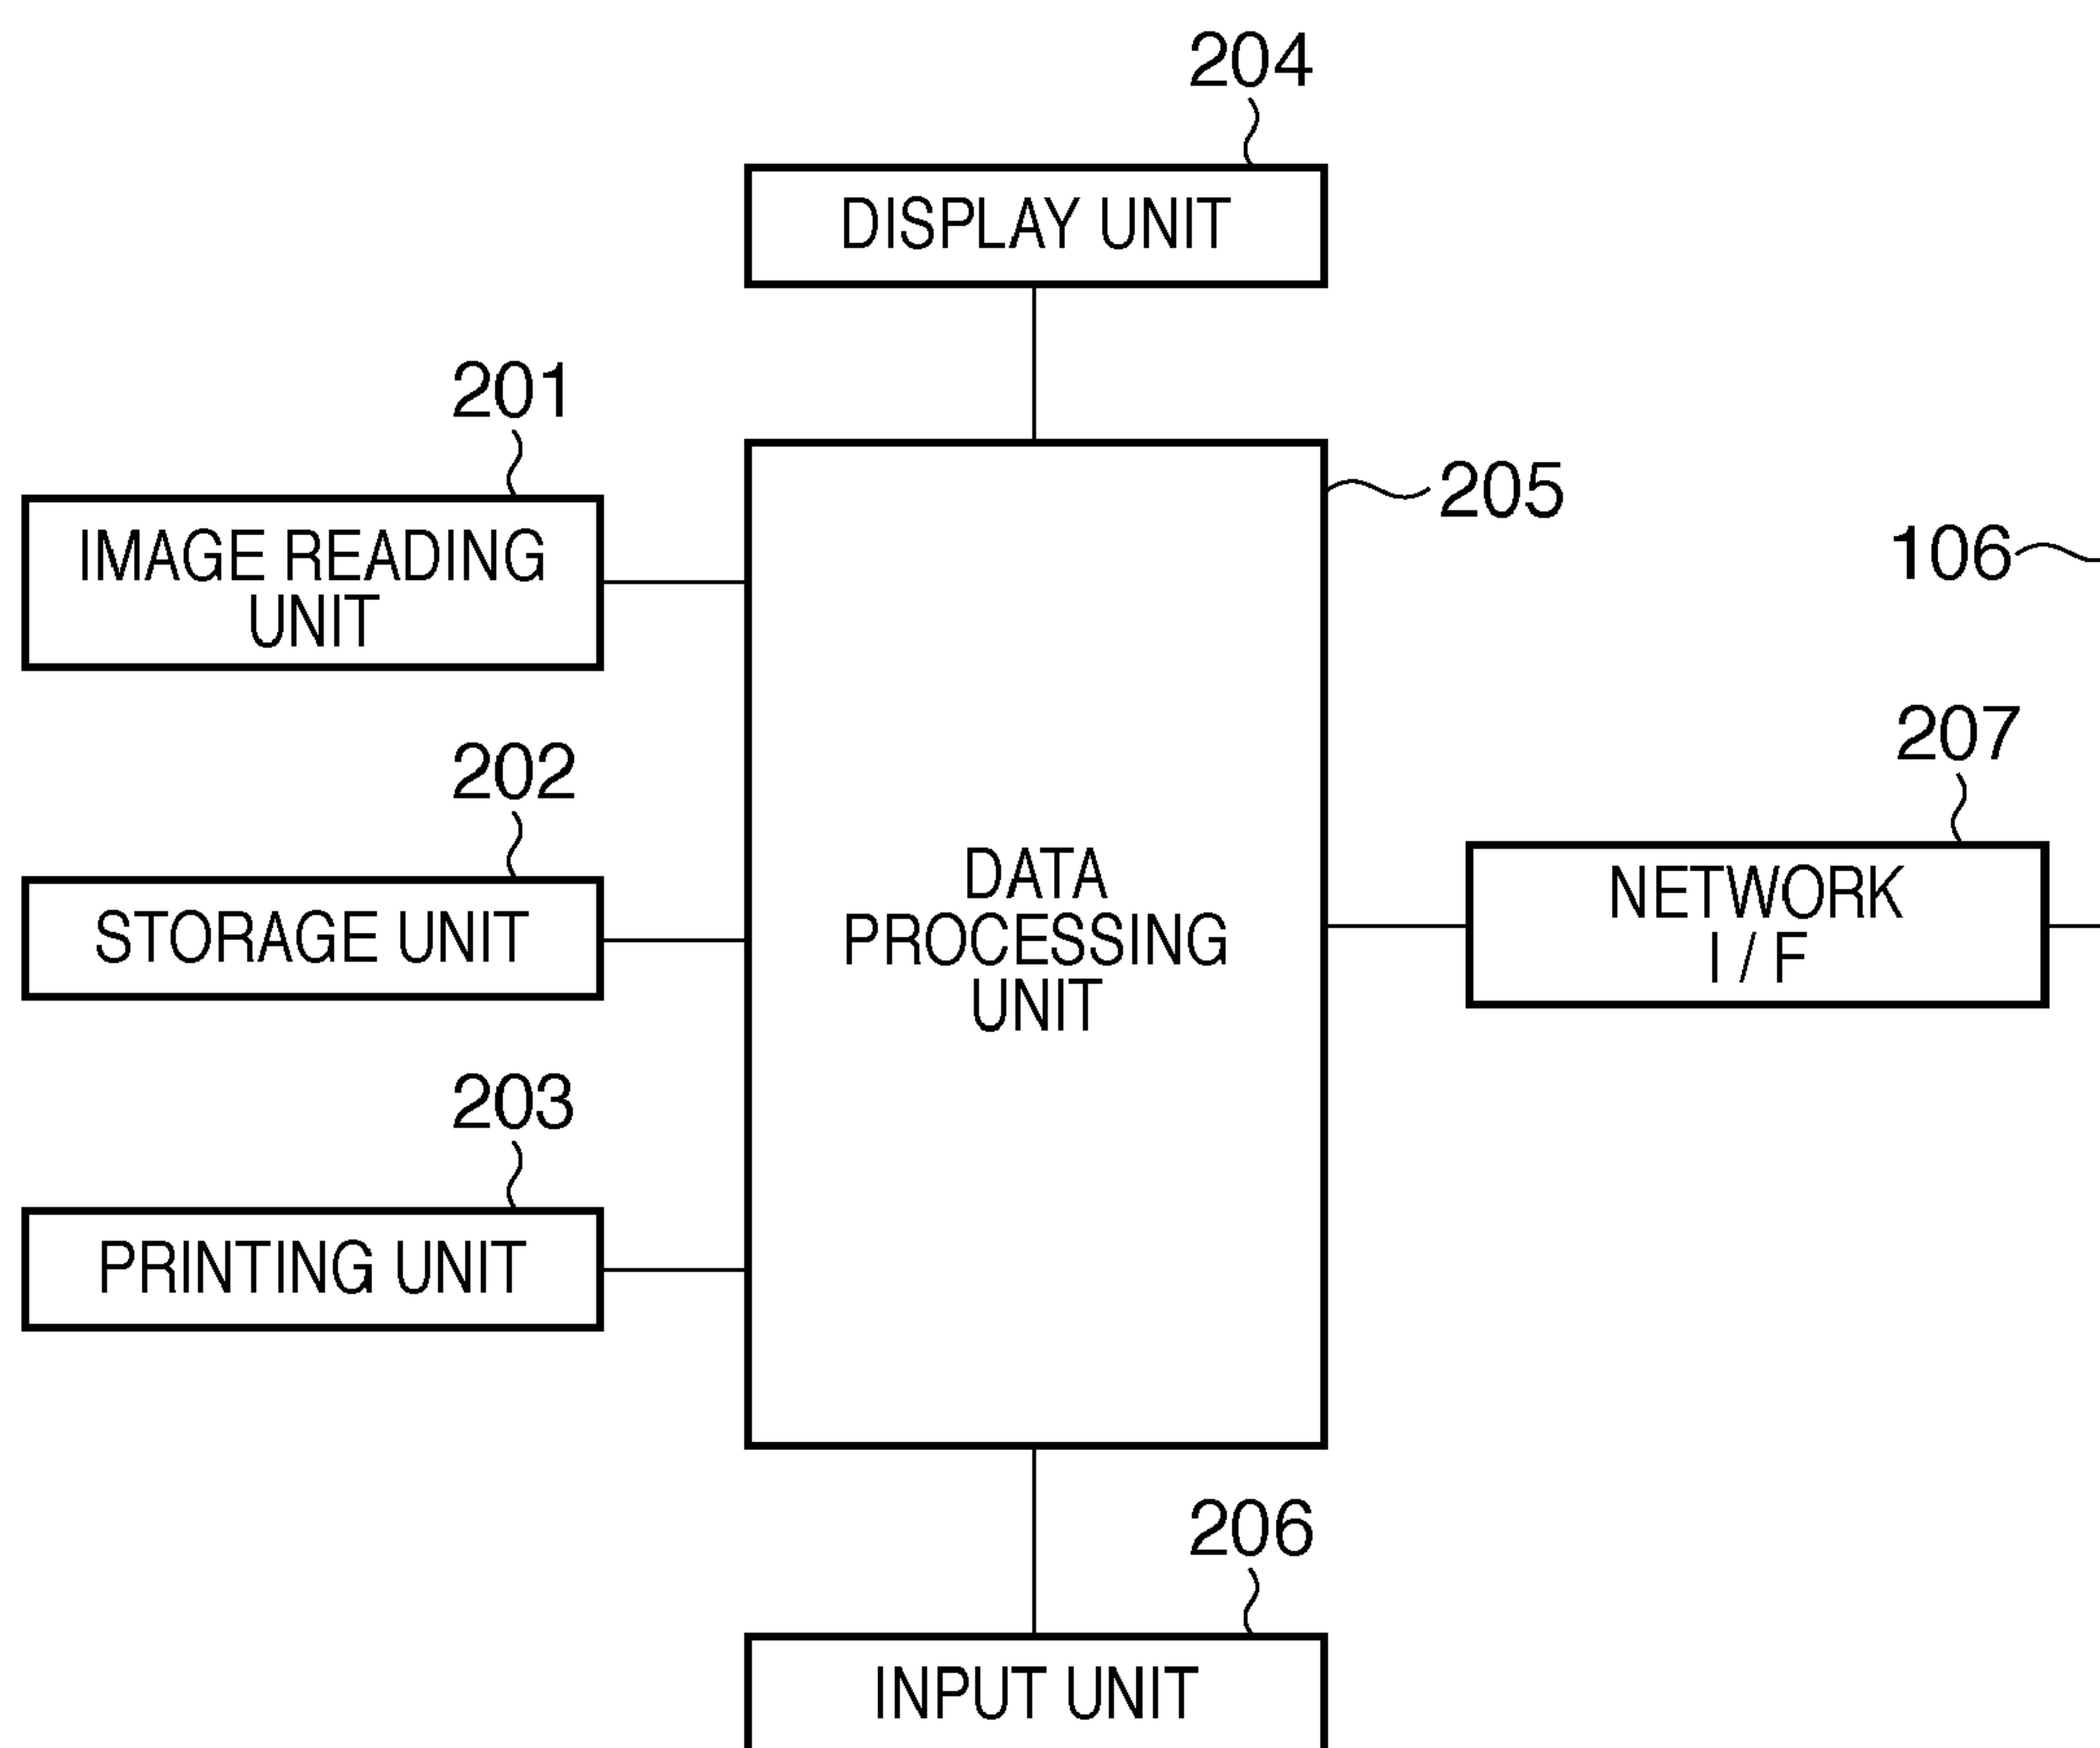 204
DISPLAY UNIT
201
IMAGE READING
UNIT
205
106
202
STORAGE UNIT
DATA
PROCESSING
UNIT
207
NETWORK
I / F
203
PRINTING UNIT
206
INPUT UNIT